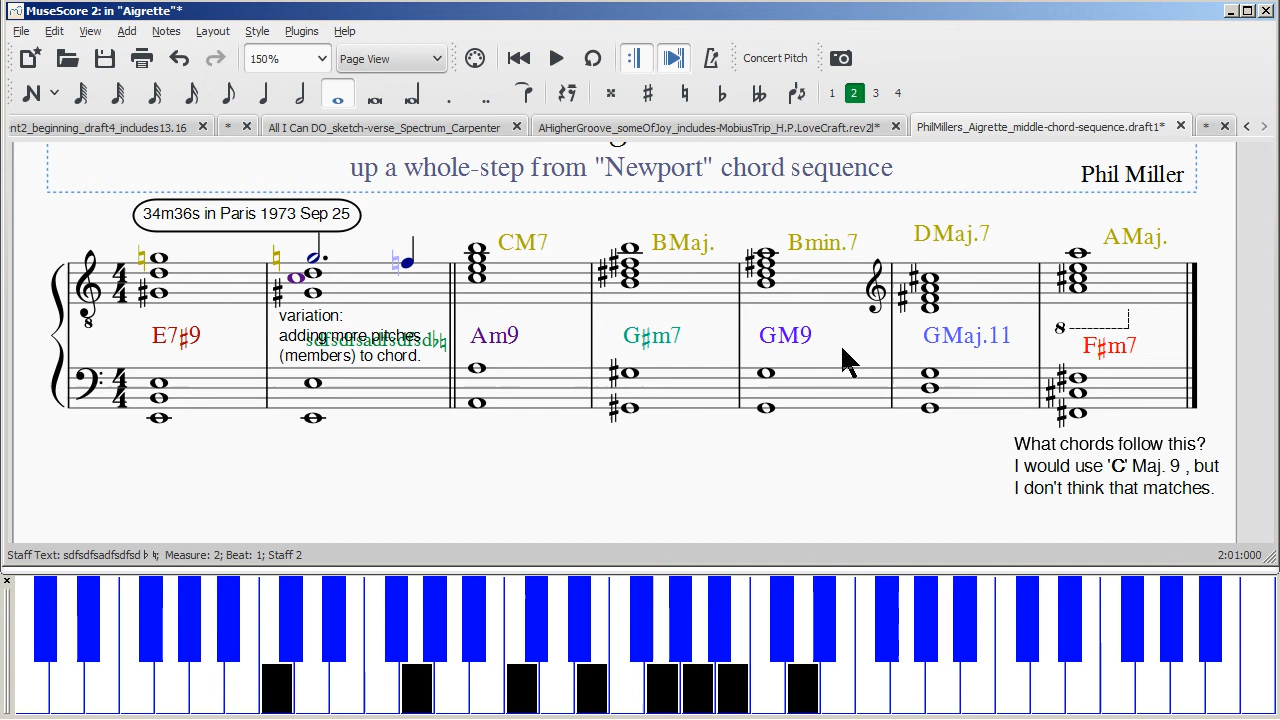 MuseScore 2: in "Aigrette"*
File Edit View Add Notes Layout Style Plugins Help
150% Page View Concert Pitch
1 2 3 4
nt2_beginning_draft4_includes13.16 * All I Can DO_sketch-verse_Spectrum_Carpenter AHigherGroove_someOfJoy_includes-MobiusTrip_H.P.LoveCraft.rev2l* PhilMillers_Aigrette_middle-chord-sequence.draft1* *
up a whole-step from "Newport" chord sequence
Phil Miller
34m36s in Paris 1973 Sep 25
CM7 BMaj. Bmin.7 DMaj.7 AMaj.
variation:
adding more pitches
(members) to chord.
sdfsdfsadfsdfsd♭♮
E7♯9 Am9 G♯m7 GM9 GMaj.11 F♯m7
What chords follow this?
I would use 'C' Maj. 9 , but
I don't think that matches.
Staff Text: sdfsdfsadfsdfsd♭♮; Measure: 2; Beat: 1; Staff 2 2:01:000